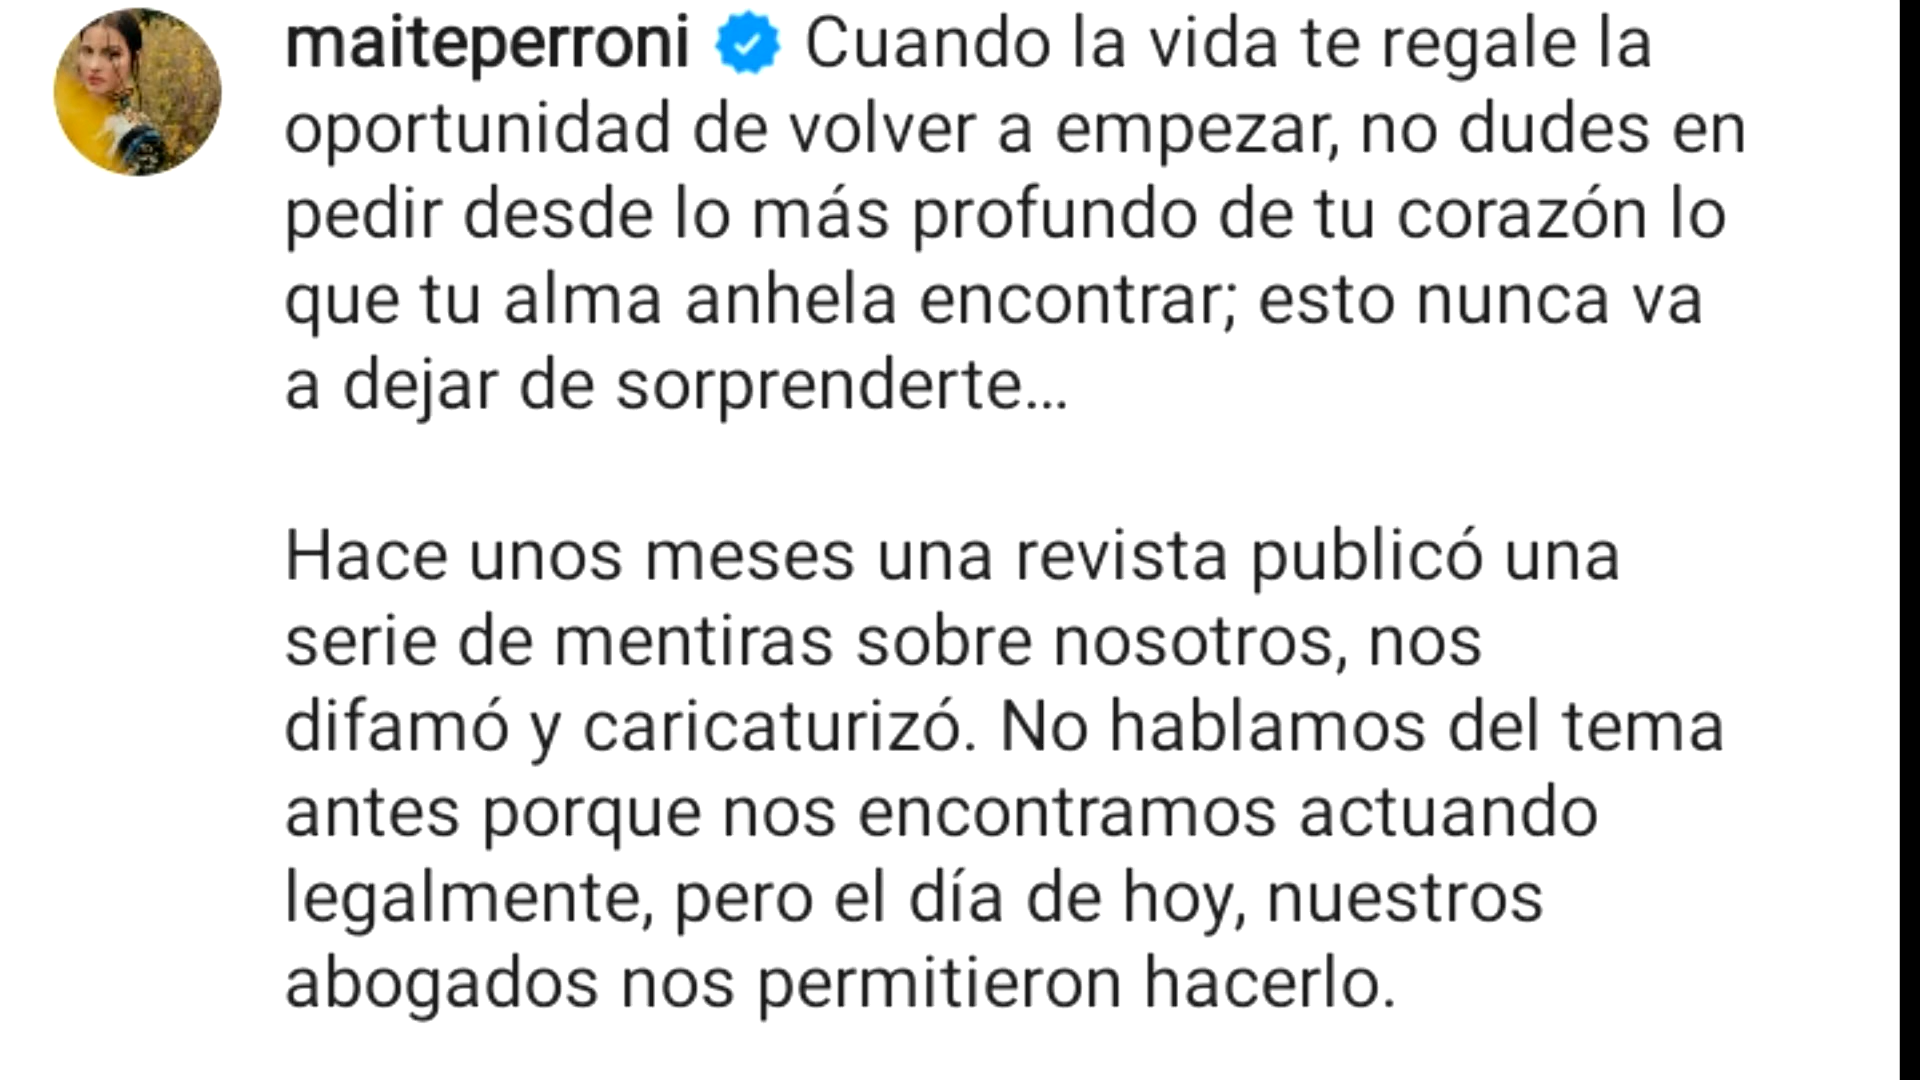 maiteperroni Cuando la vida te regale la
oportunidad de volver a empezar, no dudes en
pedir desde lo más profundo de tu corazón lo
que tu alma anhela encontrar; esto nunca va
a dejar de sorprenderte...
Hace unos meses una revista publicó una
serie de mentiras sobre nosotros, nos
difamó y caricaturizó. No hablamos del tema
antes porque nos encontramos actuando
legalmente, pero el día de hoy, nuestros
abogados nos permitieron hacerlo.